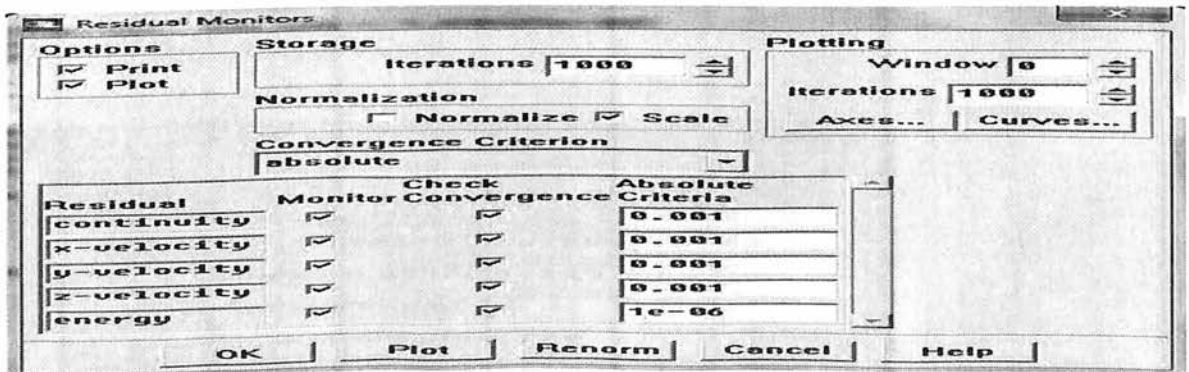 Residual Monitors
Options
Print
Plot
Storage
Iterations 1000
Normalization
Normalize Scale
Convergence Criterion
absolute
Plotting
Window 0
Iterations 1000
Axes... Curves...
Residual Monitor Check Convergence Absolute Criteria
continuity 0.001
x-velocity 0.001
y-velocity 0.001
z-velocity 0.001
energy 1e-06
OK Plot Renorm Cancel Help